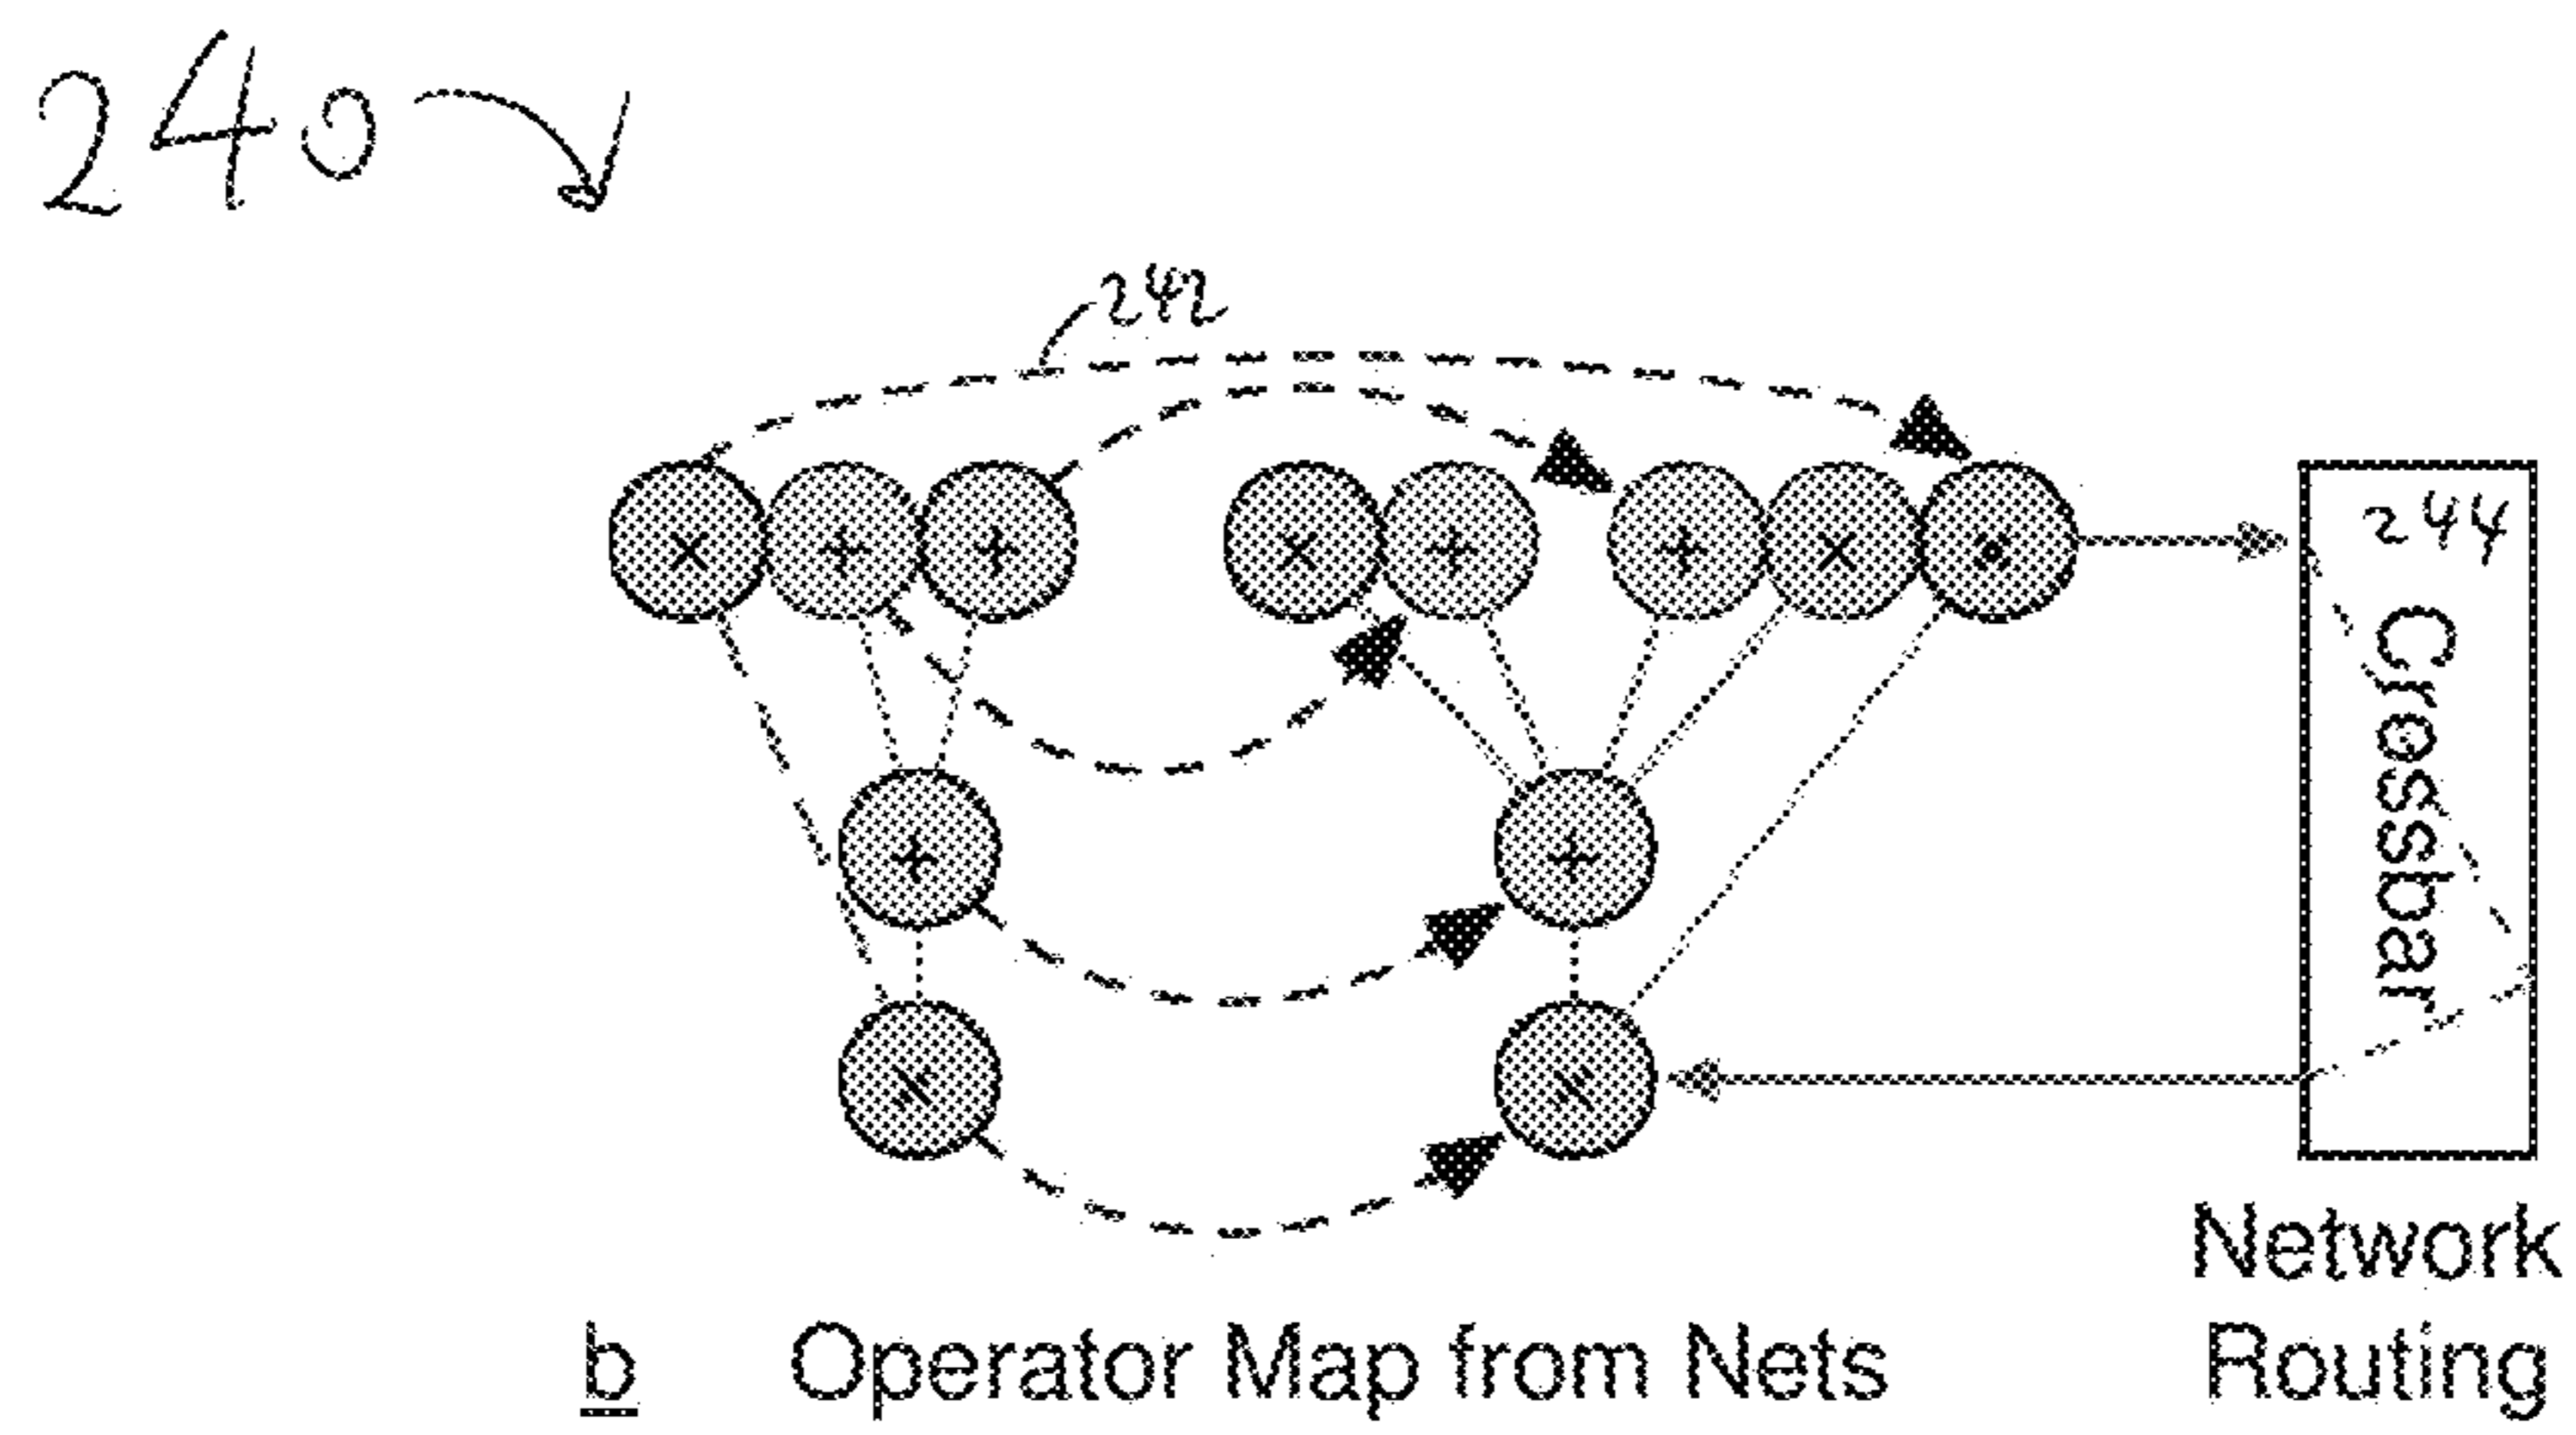 240
242
× + + × + + × •
244
Crossbar
+ +
Network
Routing
b Operator Map from Nets